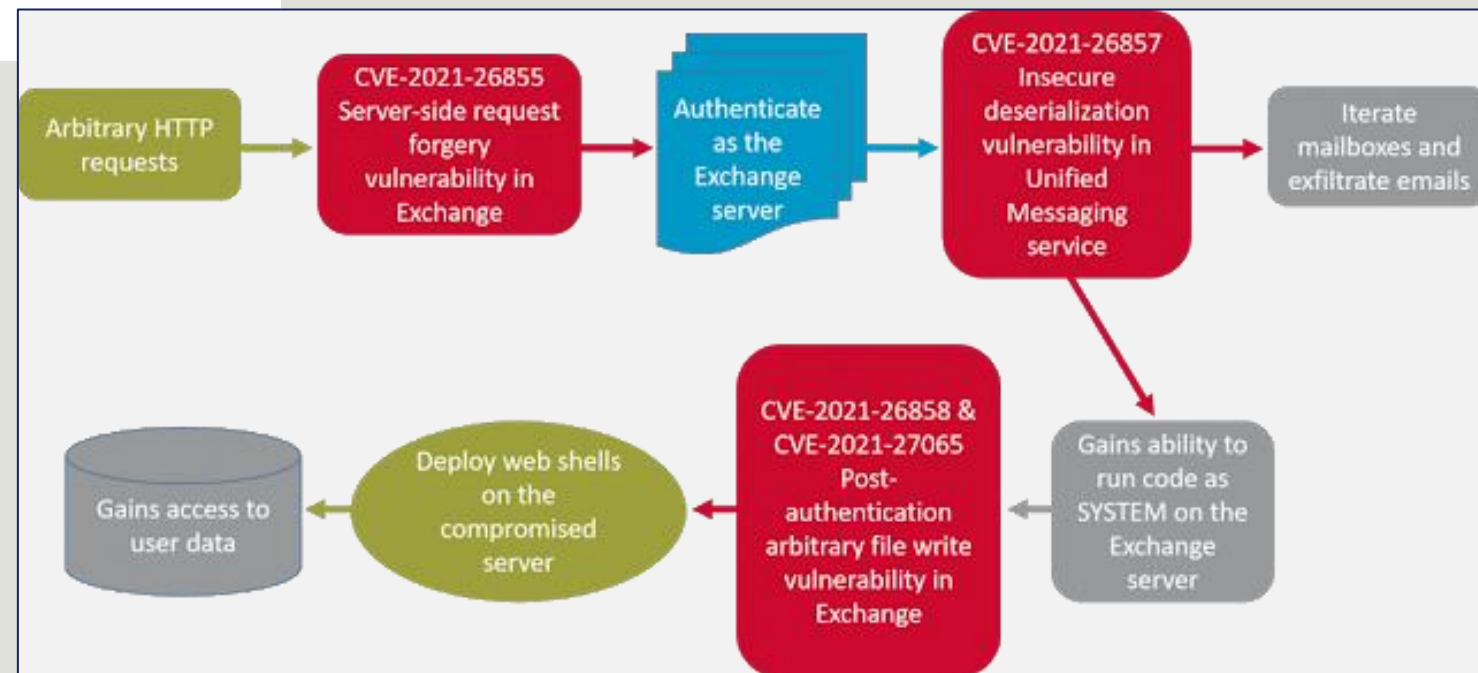 Arbitrary HTTP
requests
CVE-2021-26855
Server-side request
forgery
vulnerability in
Exchange
Authenticate
as the
Exchange
server
CVE-2021-26857
Insecure
deserialization
vulnerability in
Unified
Messaging
service
Iterate
mailboxes and
exfiltrate emails
Gains ability to
run code as
SYSTEM on the
Exchange
server
CVE-2021-26858 &
CVE-2021-27065
Post-
authentication
arbitrary file write
vulnerability in
Exchange
Deploy web shells
on the
compromised
server
Gains access to
user data